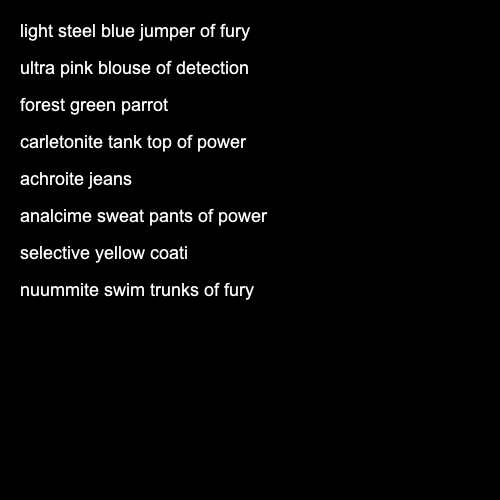 light steel blue jumper of fury
ultra pink blouse of detection
forest green parrot
carletonite tank top of power
achroite jeans
analcime sweat pants of power
selective yellow coati
nuummite swim trunks of fury